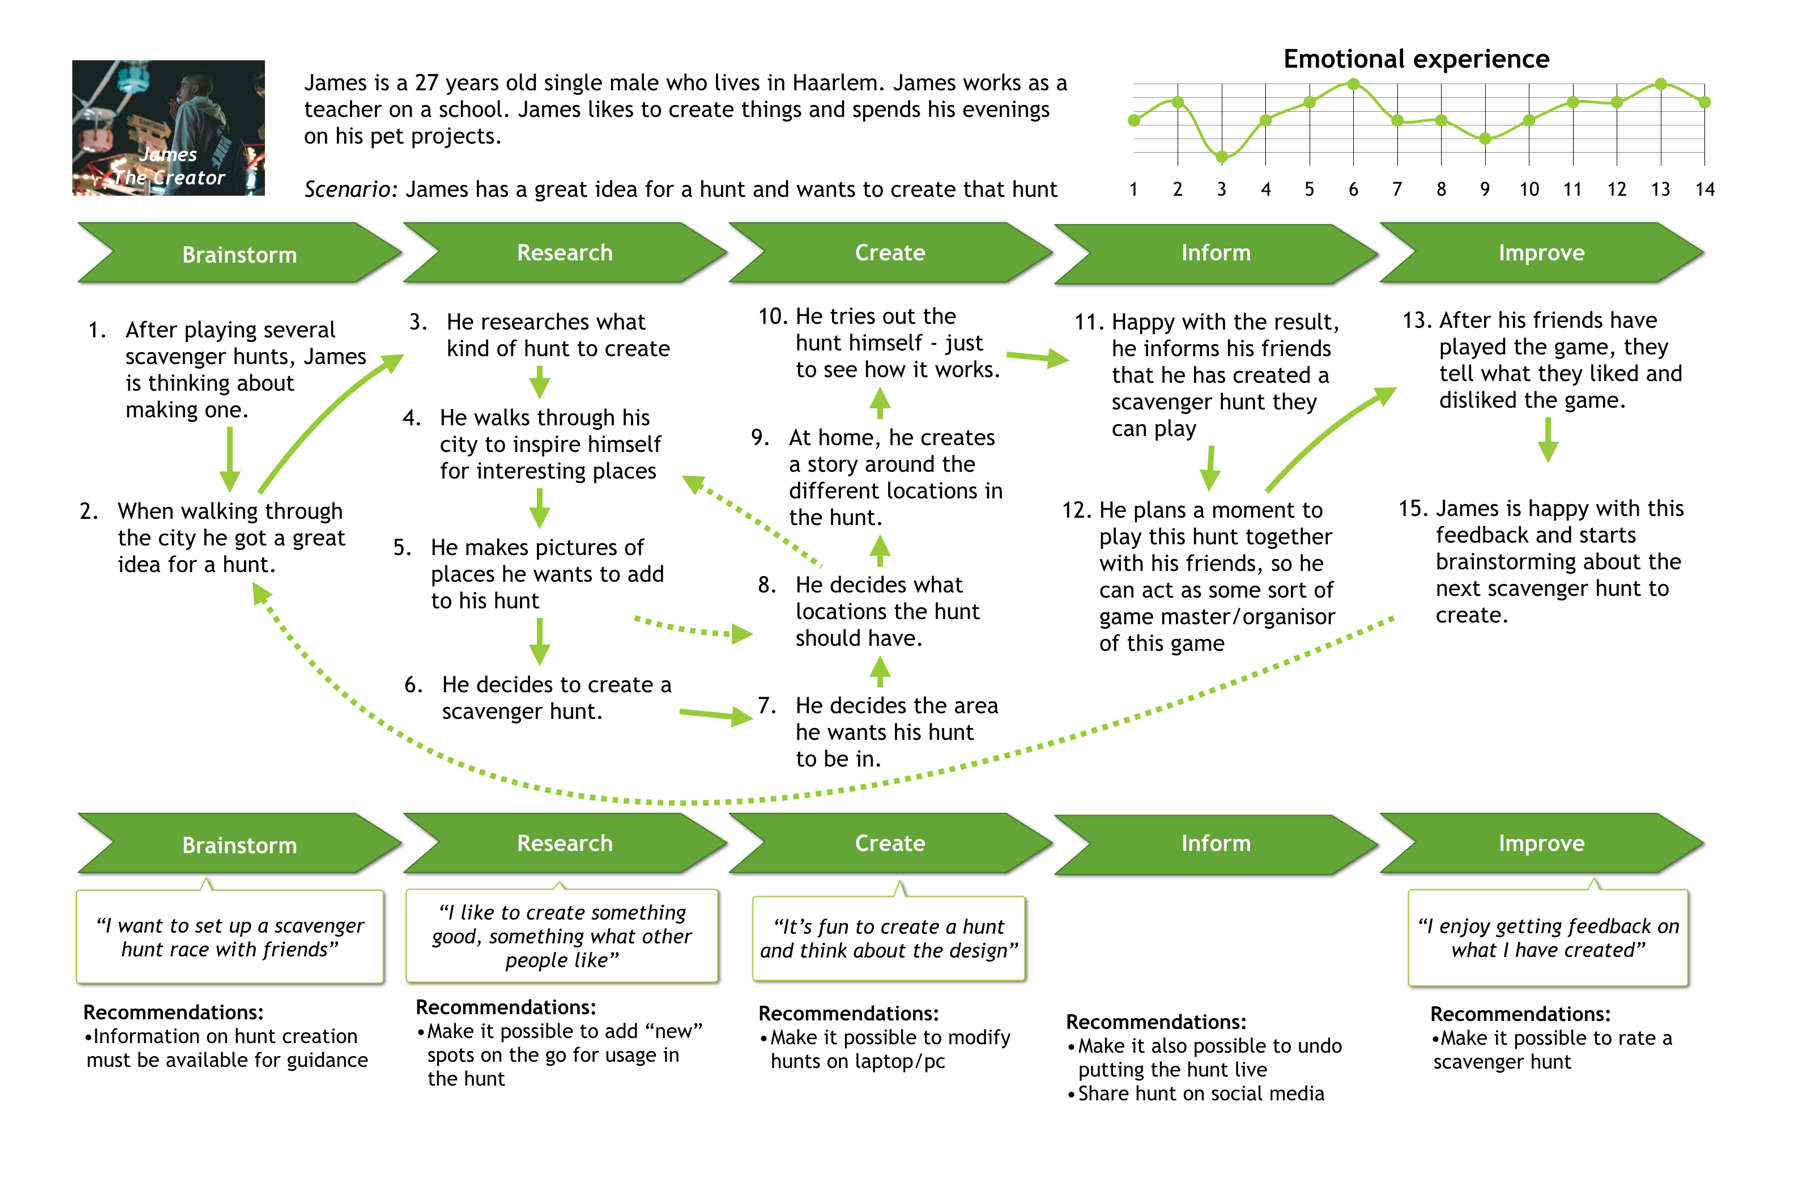 James
The Creator
NIKE
James is a 27 years old single male who lives in Haarlem. James works as a
teacher on a school. James likes to create things and spends his evenings
on his pet projects.
Scenario: James has a great idea for a hunt and wants to create that hunt
Emotional experience
1 2 3 4 5 6 7 8 9 10 11 12 13 14
Brainstorm
Research
Create
Inform
Improve
1. After playing several
scavenger hunts, James
is thinking about
making one.
2. When walking through
the city he got a great
idea for a hunt.
3. He researches what
kind of hunt to create
4. He walks through his
city to inspire himself
for interesting places
5. He makes pictures of
places he wants to add
to his hunt
6. He decides to create a
scavenger hunt.
10. He tries out the
hunt himself - just
to see how it works.
9. At home, he creates
a story around the
different locations in
the hunt.
8. He decides what
locations the hunt
should have.
7. He decides the area
he wants his hunt
to be in.
11. Happy with the result,
he informs his friends
that he has created a
scavenger hunt they
can play
12. He plans a moment to
play this hunt together
with his friends, so he
can act as some sort of
game master/organisor
of this game
13. After his friends have
played the game, they
tell what they liked and
disliked the game.
15. James is happy with this
feedback and starts
brainstorming about the
next scavenger hunt to
create.
Brainstorm
Research
Create
Inform
Improve
“I want to set up a scavenger
hunt race with friends”
Recommendations:
•Information on hunt creation
must be available for guidance
“I like to create something
good, something what other
people like”
Recommendations:
•Make it possible to add “new”
spots on the go for usage in
the hunt
“It’s fun to create a hunt
and think about the design”
Recommendations:
•Make it possible to modify
hunts on laptop/pc
Recommendations:
•Make it also possible to undo
putting the hunt live
•Share hunt on social media
“I enjoy getting feedback on
what I have created”
Recommendations:
•Make it possible to rate a
scavenger hunt